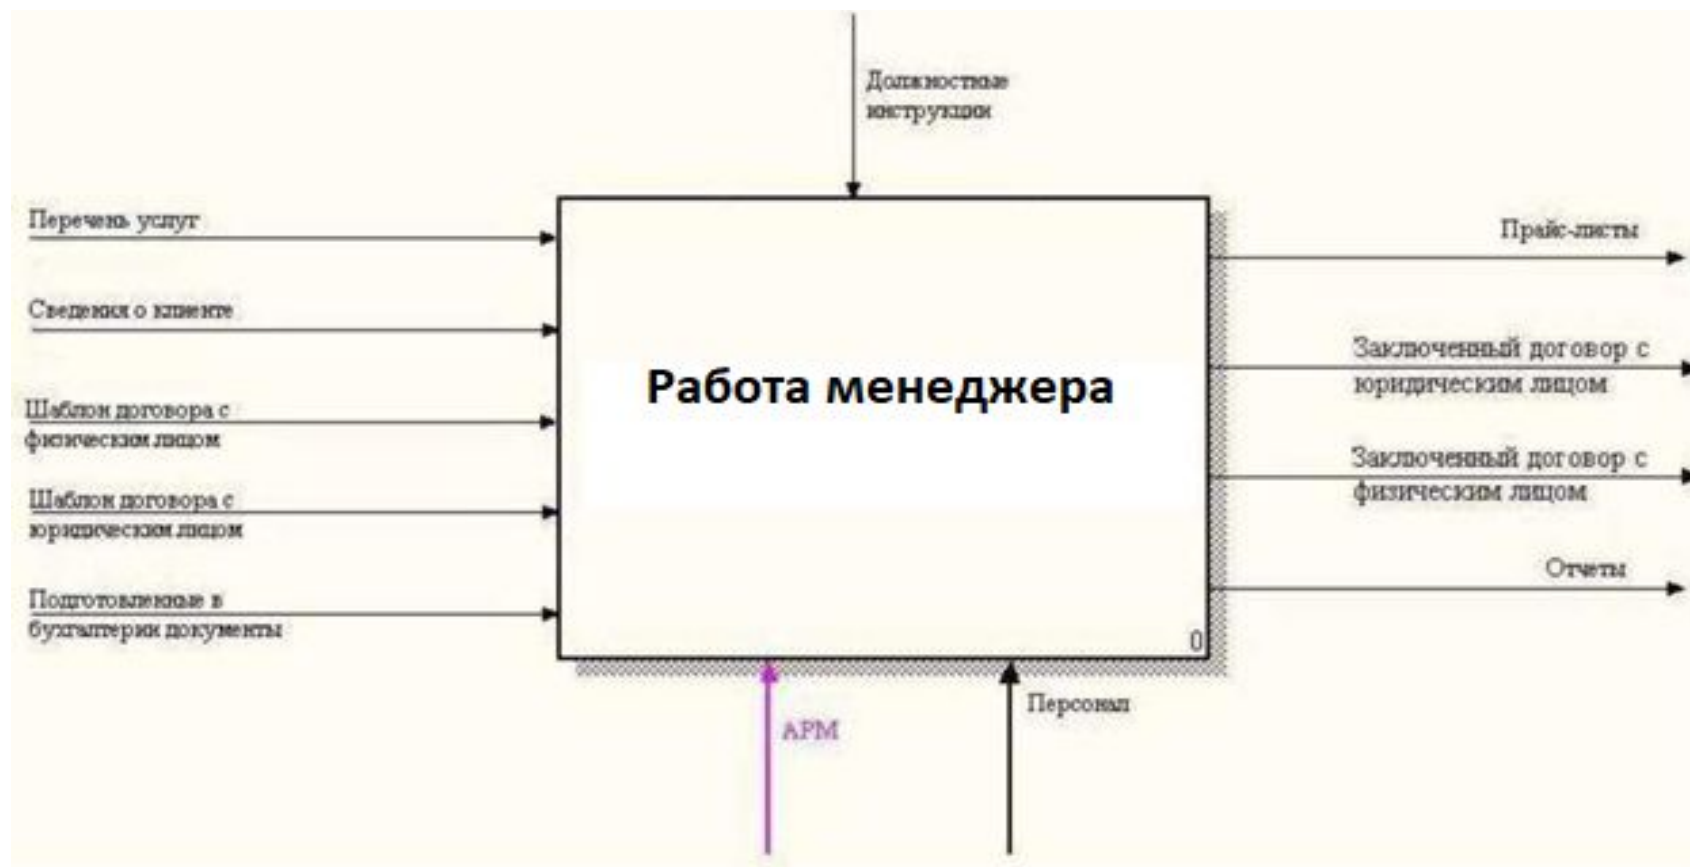 Должностные
инструкции
Перечень услуг
Сведения о клиенте
Шаблон договора с
физическим лицом
Шаблон договора с
юридическим лицом
Подготовленные в
бухгалтерии документы
Работа менеджера
0
Прайс-листы
Заключенный договор с
юридическим лицом
Заключенный договор с
физическим лицом
Отчеты
АРМ
Персонал